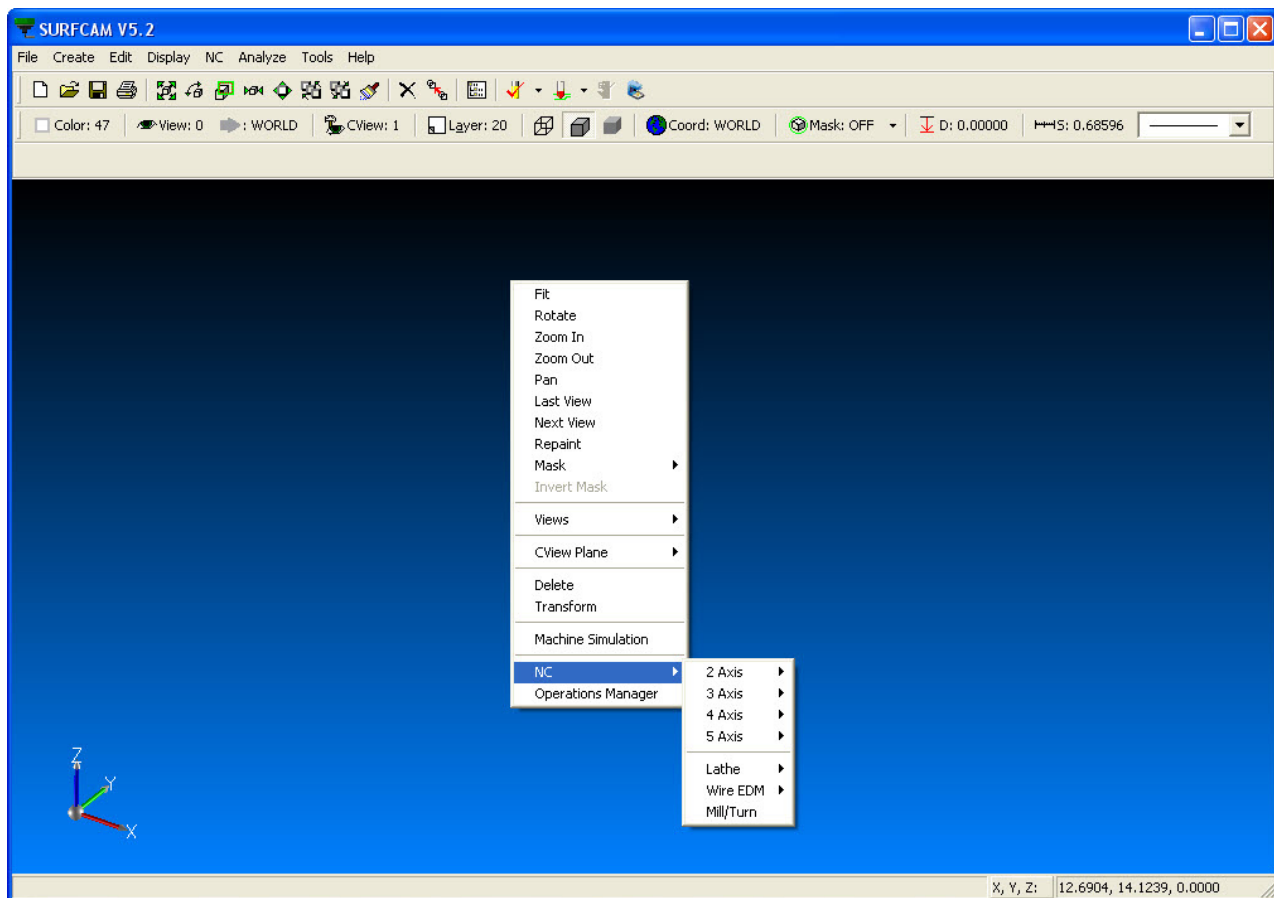 SURFCAM V5.2
File Create Edit Display NC Analyze Tools Help
Color: 47 View: 0 : WORLD CView: 1 Layer: 20 Coord: WORLD Mask: OFF D: 0.00000 S: 0.68596
Fit
Rotate
Zoom In
Zoom Out
Pan
Last View
Next View
Repaint
Mask
Invert Mask
Views
CView Plane
Delete
Transform
Machine Simulation
NC
Operations Manager
2 Axis
3 Axis
4 Axis
5 Axis
Lathe
Wire EDM
Mill/Turn
Z
Y
X
X, Y, Z: 12.6904, 14.1239, 0.0000